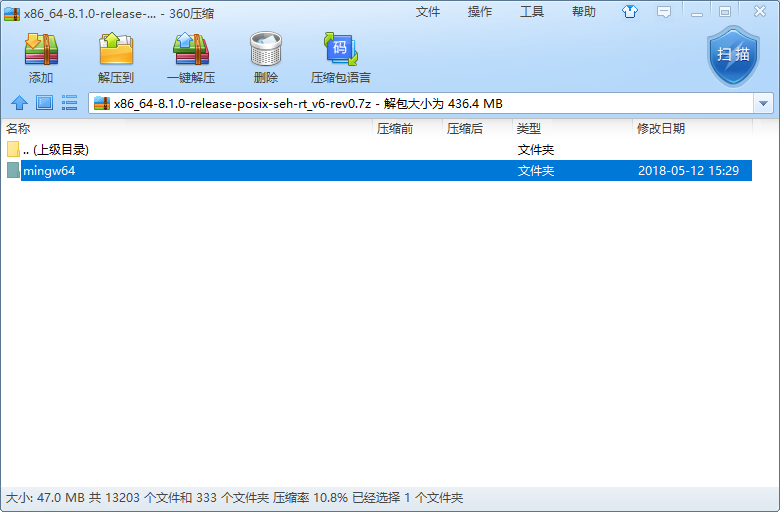 x86_64-8.1.0-release-... - 360压缩
文件 操作 工具 帮助
添加 解压到 一键解压 删除 码 压缩包语言 扫描
x86_64-8.1.0-release-posix-seh-rt_v6-rev0.7z - 解包大小为 436.4 MB
名称 压缩前 压缩后 类型 修改日期
.. (上级目录) 文件夹
mingw64 文件夹 2018-05-12 15:29
大小: 47.0 MB 共 13203 个文件和 333 个文件夹 压缩率 10.8% 已经选择 1 个文件夹